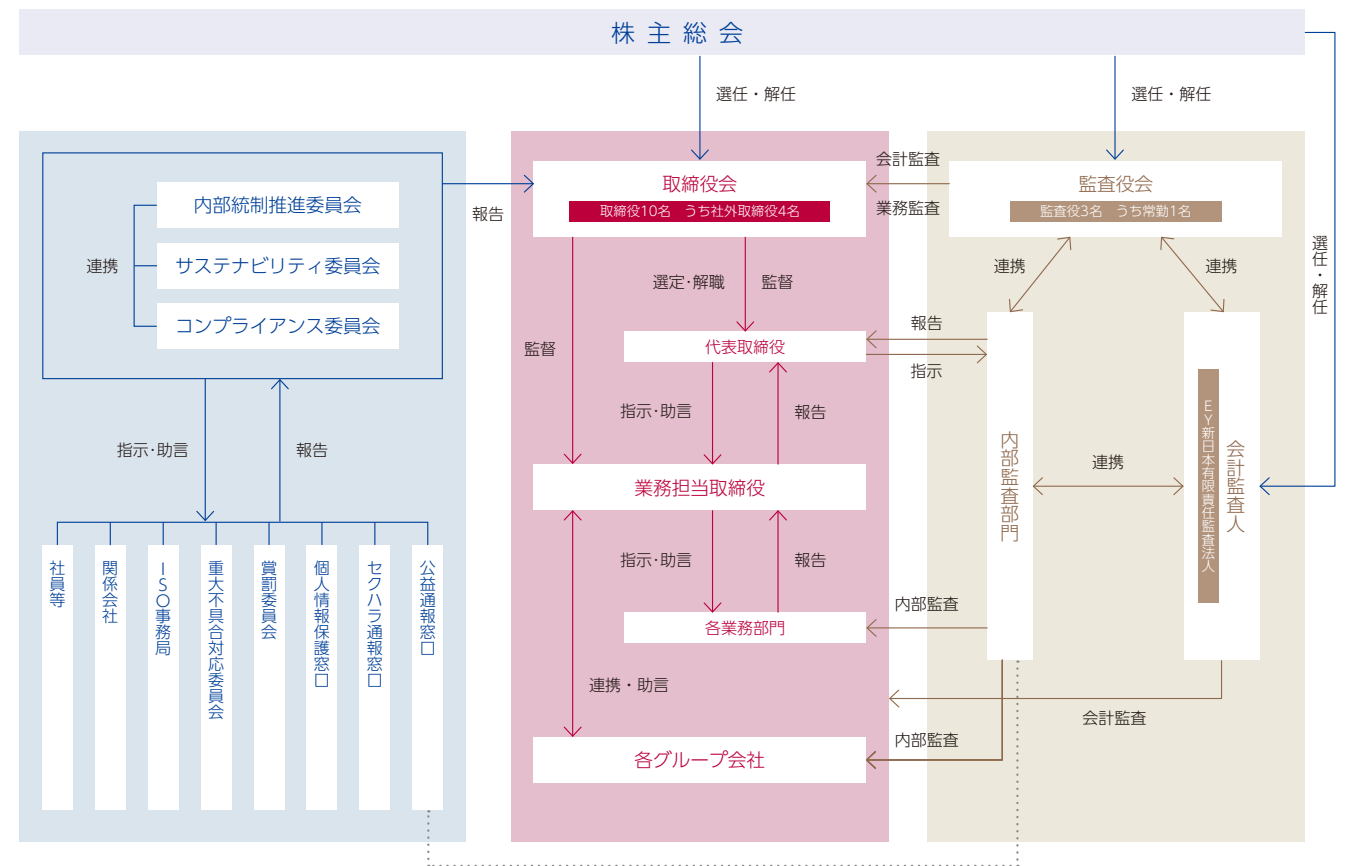 株主総会
選任・解任
選任・解任
選任・解任
内部統制推進委員会
サステナビリティ委員会
コンプライアンス委員会
連携
報告
指示・助言
報告
社員等
関係会社
ISO事務局
重大不具合対応委員会
賞罰委員会
個人情報保護窓口
セクハラ通報窓口
公益通報窓口
取締役会
取締役10名 うち社外取締役4名
選定・解職
監督
監督
代表取締役
指示・助言
報告
業務担当取締役
指示・助言
報告
各業務部門
連携・助言
各グループ会社
会計監査
業務監査
監査役会
監査役3名 うち常勤1名
連携
連携
報告
指示
内部監査部門
連携
会計監査人
EY新日本有限責任監査法人
内部監査
会計監査
内部監査